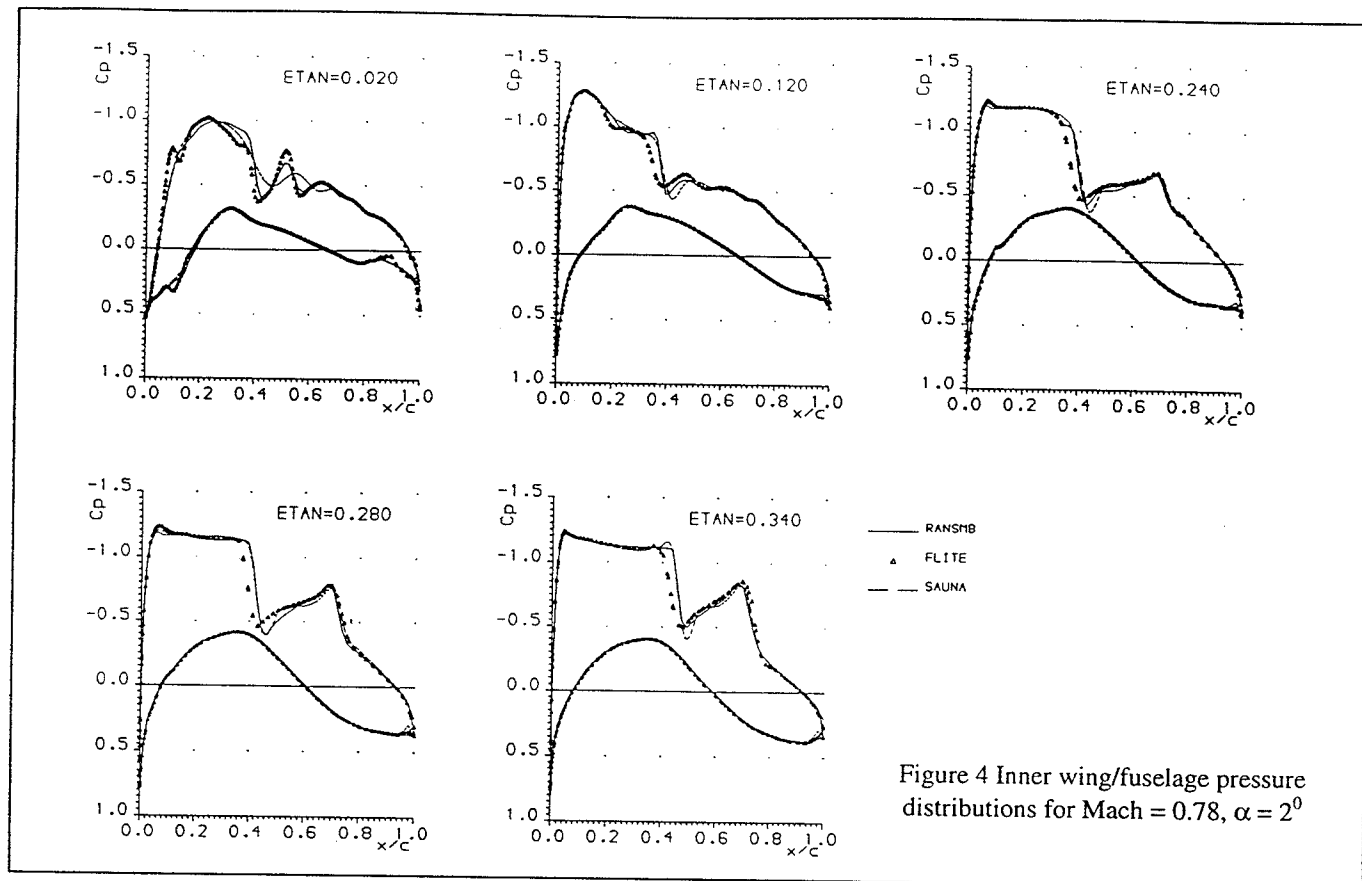 -1.5
Cp
-1.0
-0.5
0.0
0.5
1.0
ETAN=0.020
0.0 0.2 0.4 0.6 0.8 1.0
x/c
-1.5
Cp
-1.0
-0.5
0.0
0.5
1.0
ETAN=0.120
0.0 0.2 0.4 0.6 0.8 1.0
x/c
-1.5
Cp
-1.0
-0.5
0.0
0.5
1.0
ETAN=0.240
0.0 0.2 0.4 0.6 0.8 1.0
x/c
-1.5
Cp
-1.0
-0.5
0.0
0.5
1.0
ETAN=0.280
0.0 0.2 0.4 0.6 0.8 1.0
x/c
-1.5
Cp
-1.0
-0.5
0.0
0.5
1.0
ETAN=0.340
0.0 0.2 0.4 0.6 0.8 1.0
x/c
RANSMB
FLITE
SAUNA
Figure 4 Inner wing/fuselage pressure
distributions for Mach = 0.78, α = 2⁰